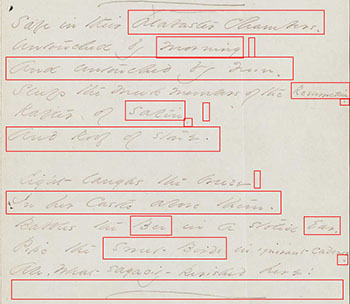 Safe in their Alabaster Chambers.
Untouched by morning
And untouched by noon.
Sleep the meek members of the Resurrection
Rafter of satin,
And Roof of stone.
Light laughs the breeze
In her Castle above them.
Babbles the Bee in a stolid Ear.
Pipe the Sweet Birds in ignorant cadence,
Ah, what sagacity perished here!